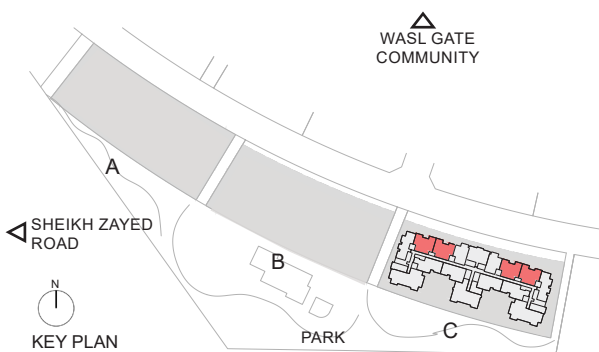 WASL GATE
COMMUNITY
A
SHEIKH ZAYED
ROAD
B
N
KEY PLAN
PARK
C